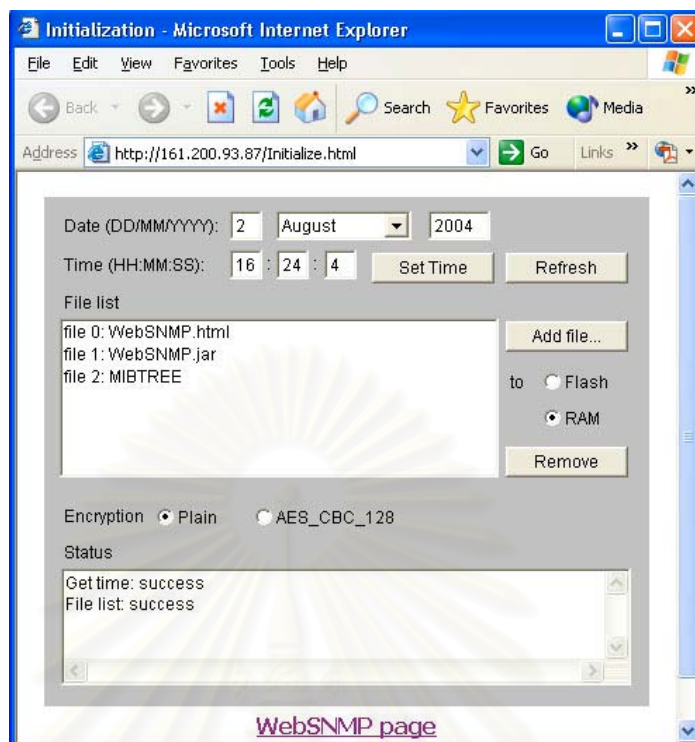 Initialization - Microsoft Internet Explorer
File Edit View Favorites Tools Help
Back Search Favorites Media »
Address http://161.200.93.87/Initialize.html Go Links »
Date (DD/MM/YYYY): 2 August 2004
Time (HH:MM:SS): 16 : 24 : 4 Set Time Refresh
File list
file 0: WebSNMP.html
file 1: WebSNMP.jar
file 2: MIBTREE
Add file...
to Flash
RAM
Remove
Encryption Plain AES_CBC_128
Status
Get time: success
File list: success
WebSNMP page